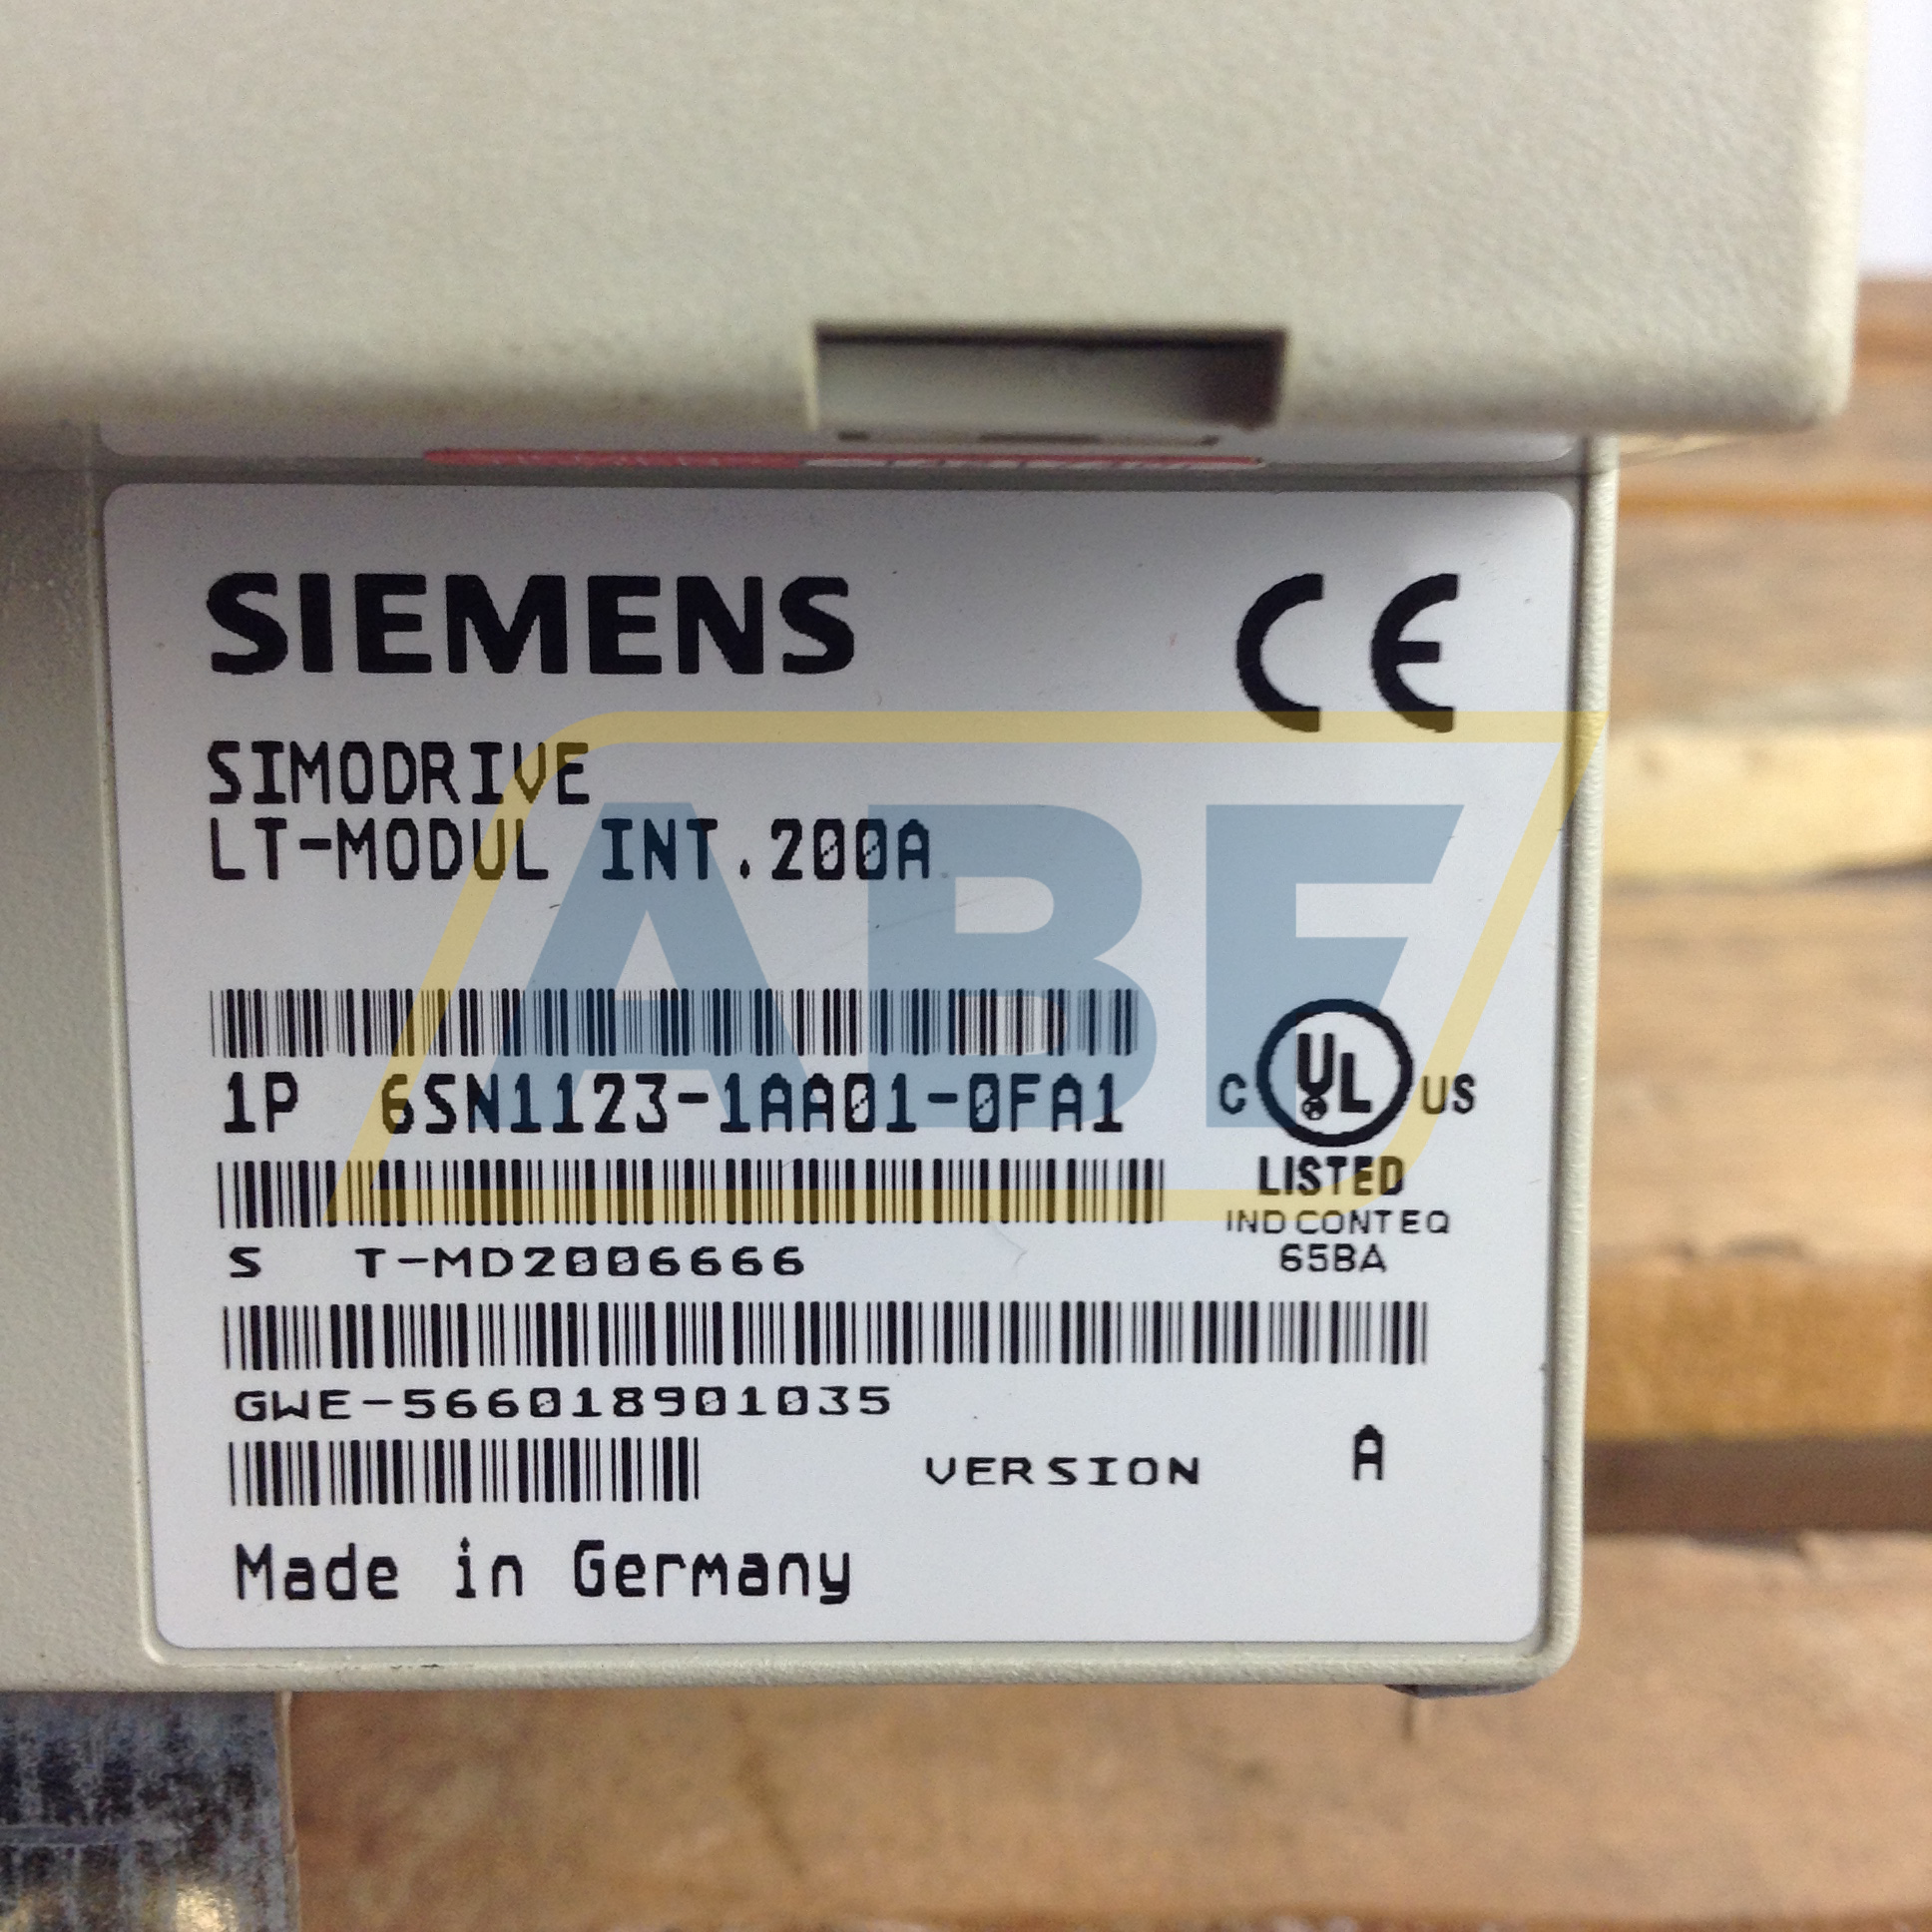 SIEMENS
CE
SIMODRIVE
LT-MODUL INT.200A
ABF
1P 6SN1123-1AA01-0FA1
C UL US
LISTED
IND CONT EQ
65BA
S T-MD2006666
GWE-566018901035
VERSION A
Made in Germany